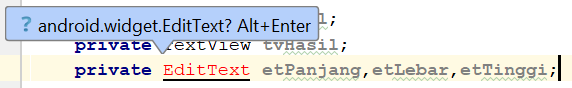 ? android.widget.EditText? Alt+Enter
l;
private TextView tvHasil;
private EditText etPanjang,etLebar,etTinggi;